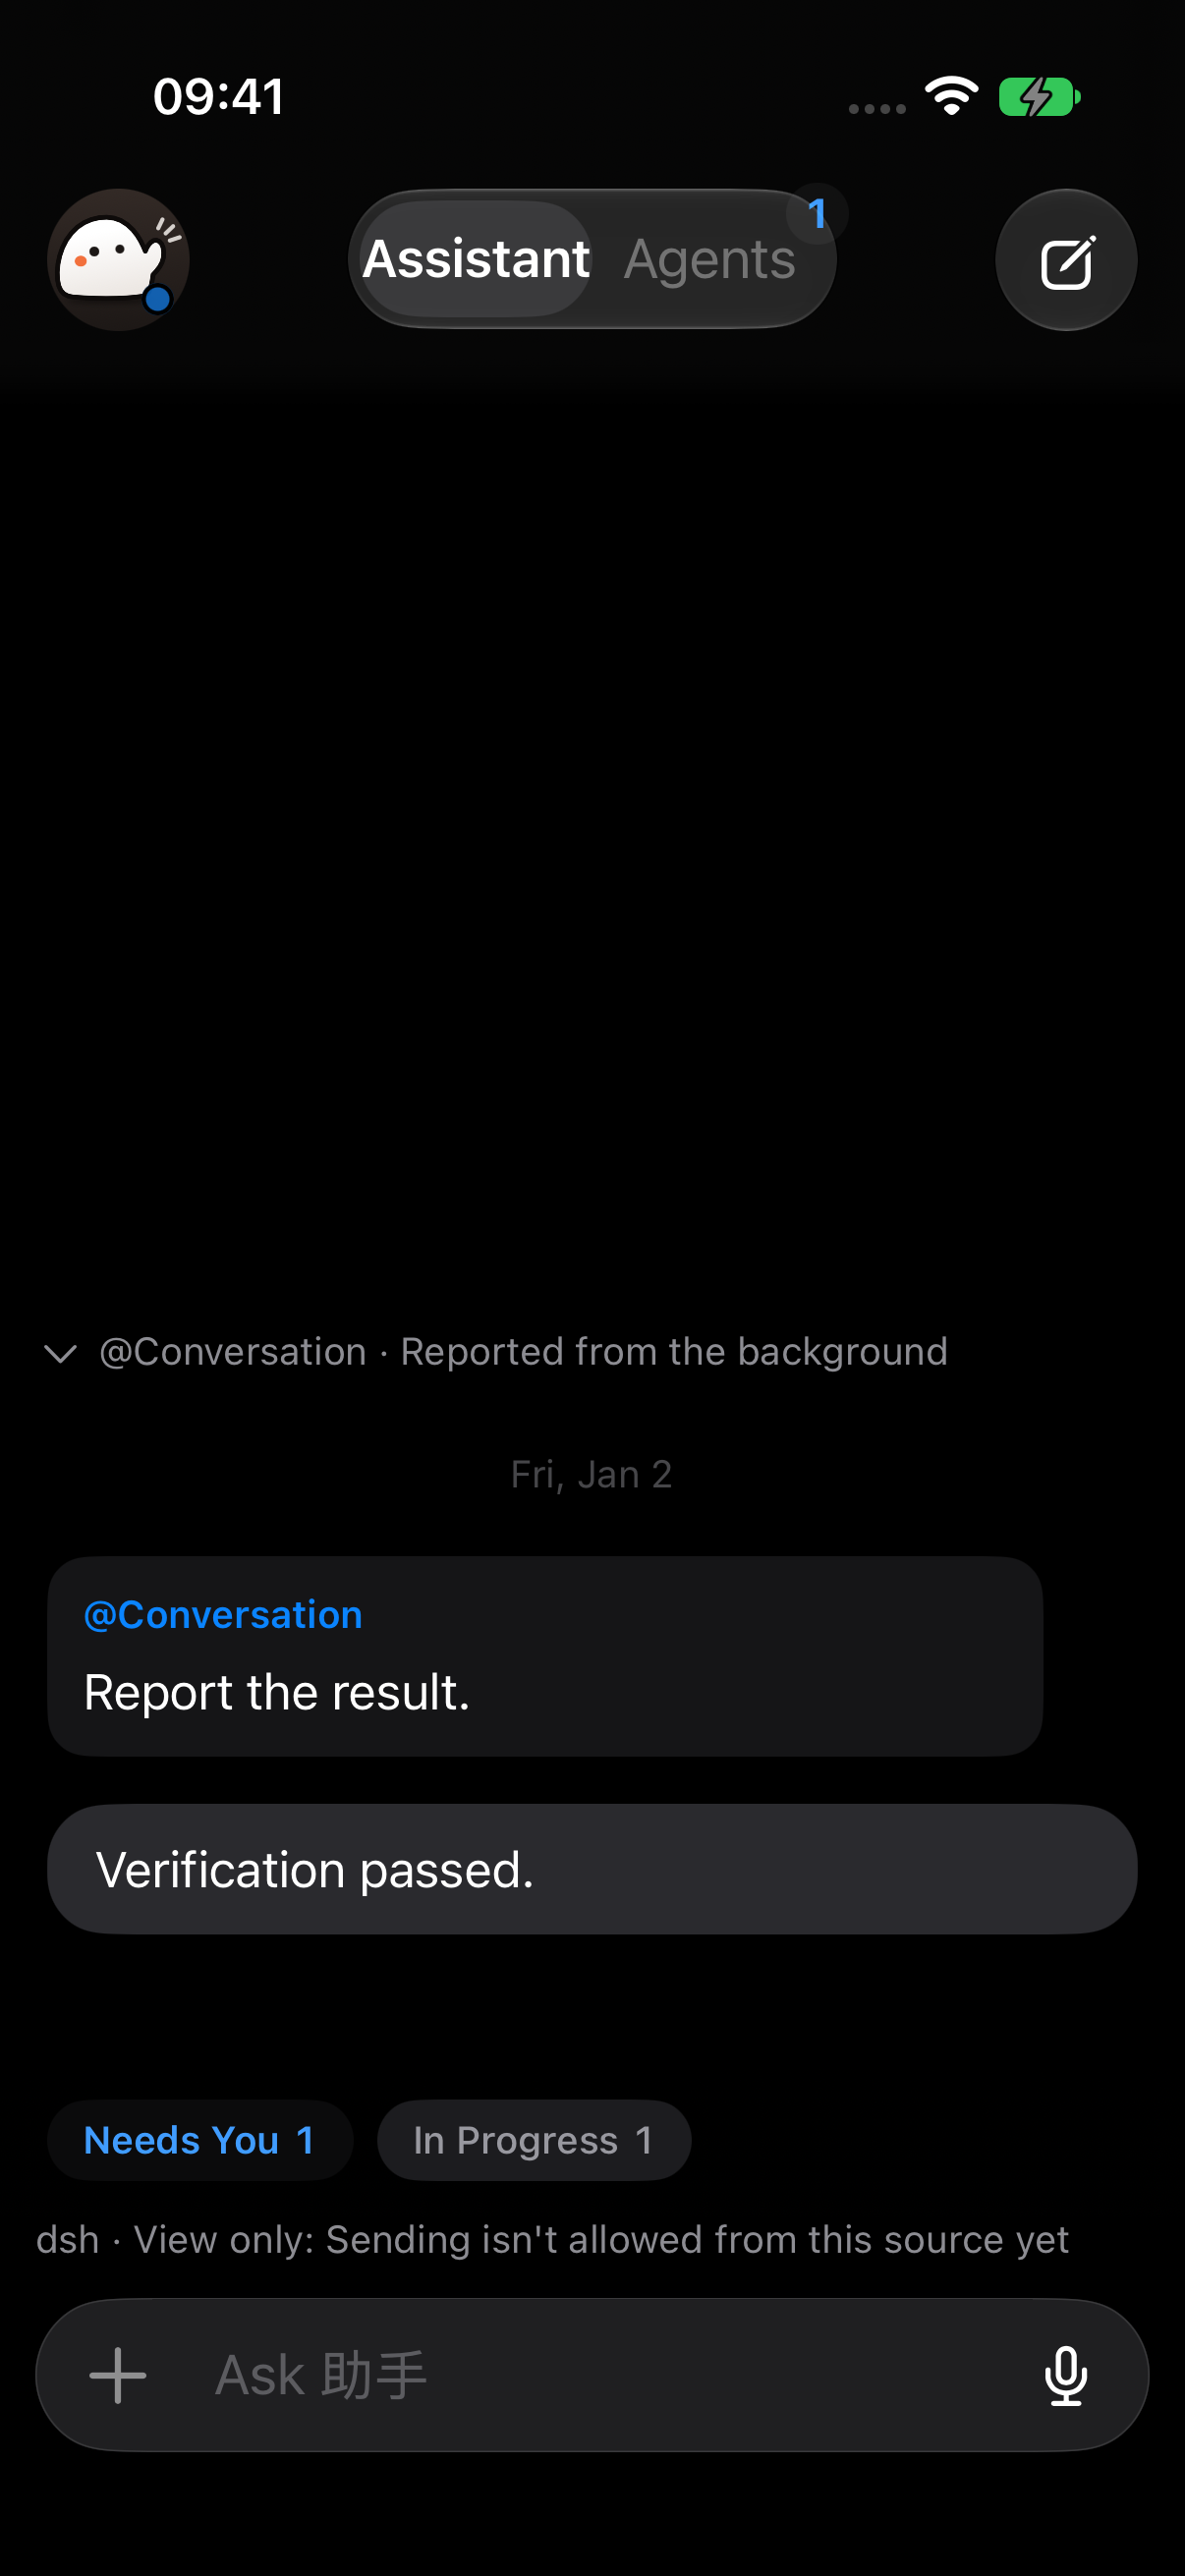 09:41
Assistant
Agents
1
@Conversation · Reported from the background
Fri, Jan 2
@Conversation
Report the result.
Verification passed.
Needs You 1
In Progress 1
dsh · View only: Sending isn't allowed from this source yet
Ask 助手